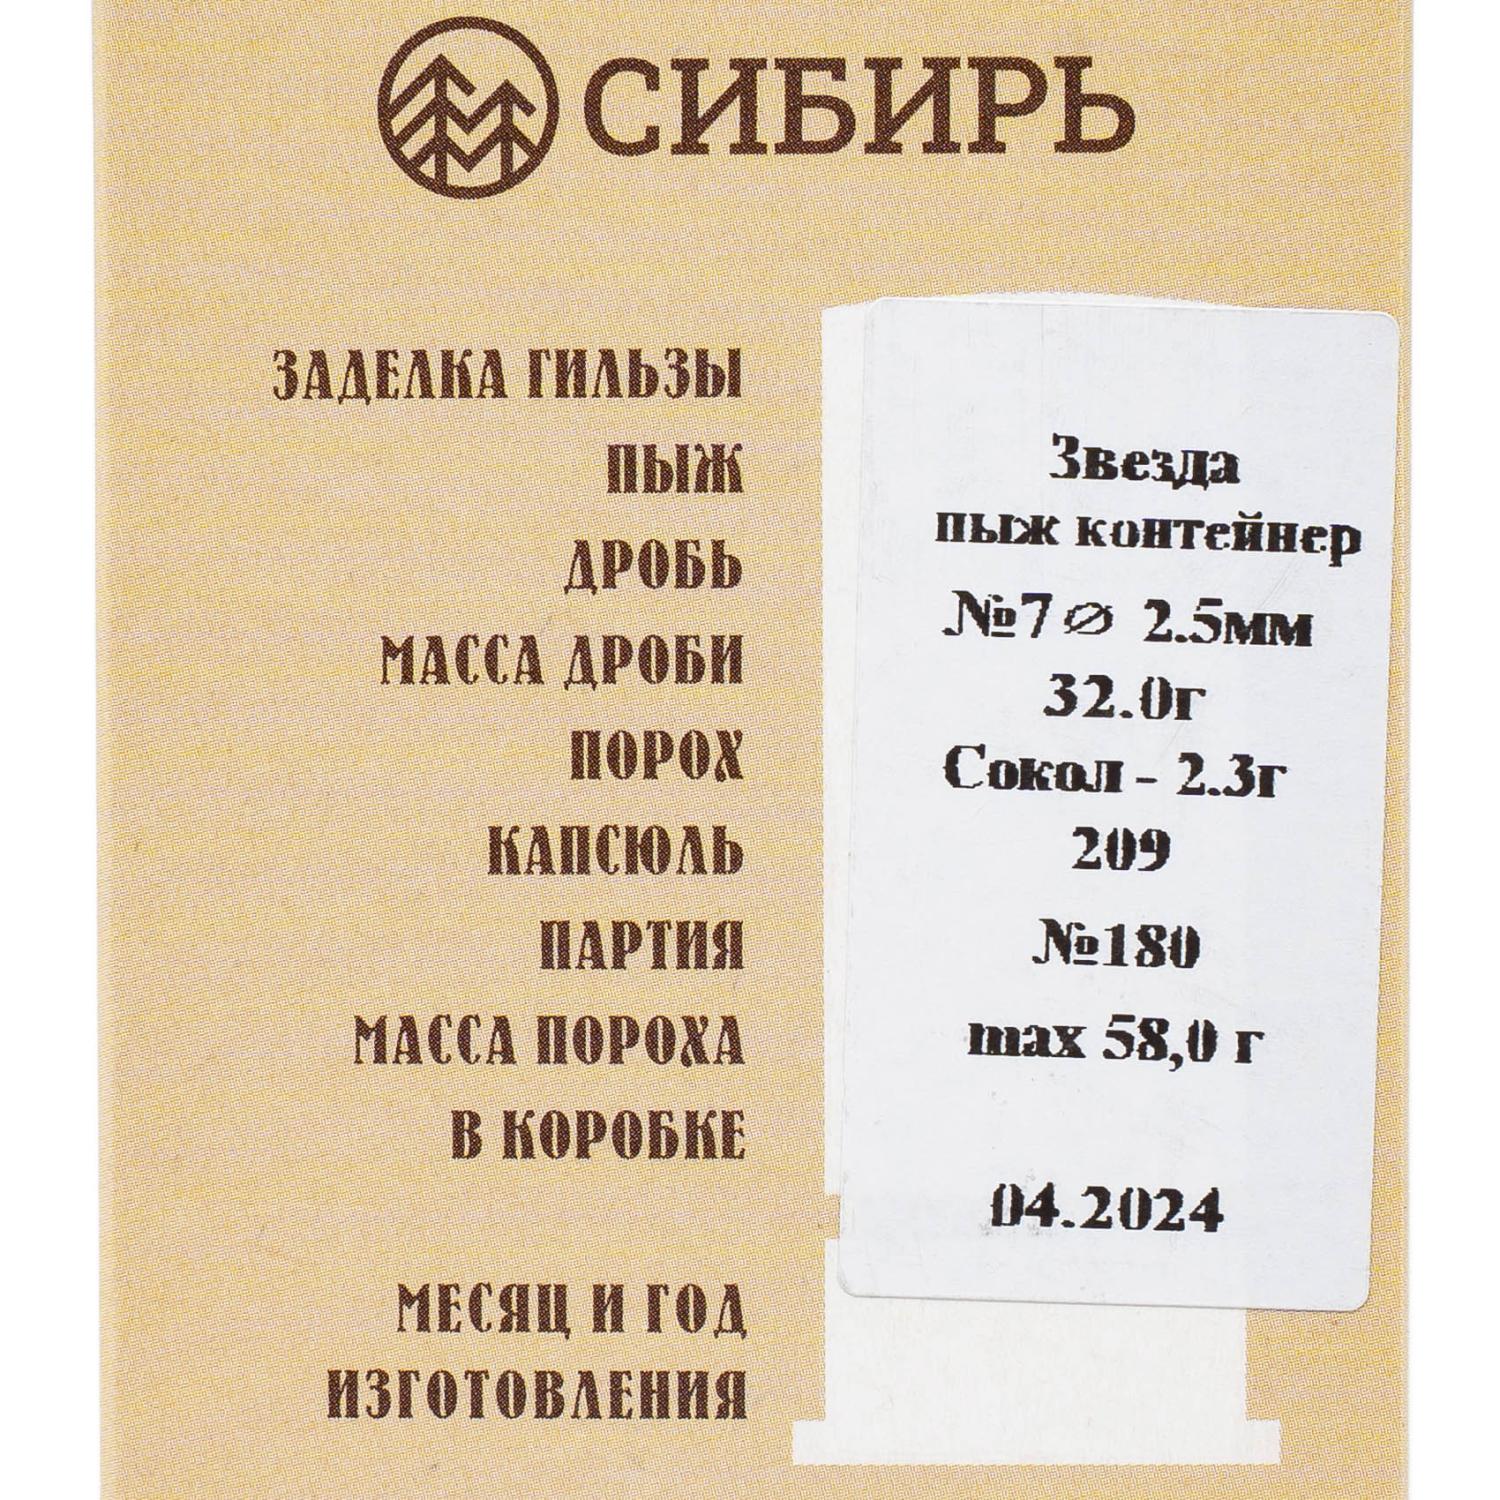 СИБИРЬ
ЗАДЕЛКА ГИЛЬЗЫ
Звезда
ПЫЖ
пыж контейнер
ДРОБЬ
№7⌀ 2.5мм
МАССА ДРОБИ
32.0г
ПОРОХ
Сокол - 2.3г
КАПСЮЛЬ
209
ПАРТИЯ
№180
МАССА ПОРОХА
В КОРОБКЕ
max 58,0 г
МЕСЯЦ И ГОД
ИЗГОТОВЛЕНИЯ
04.2024